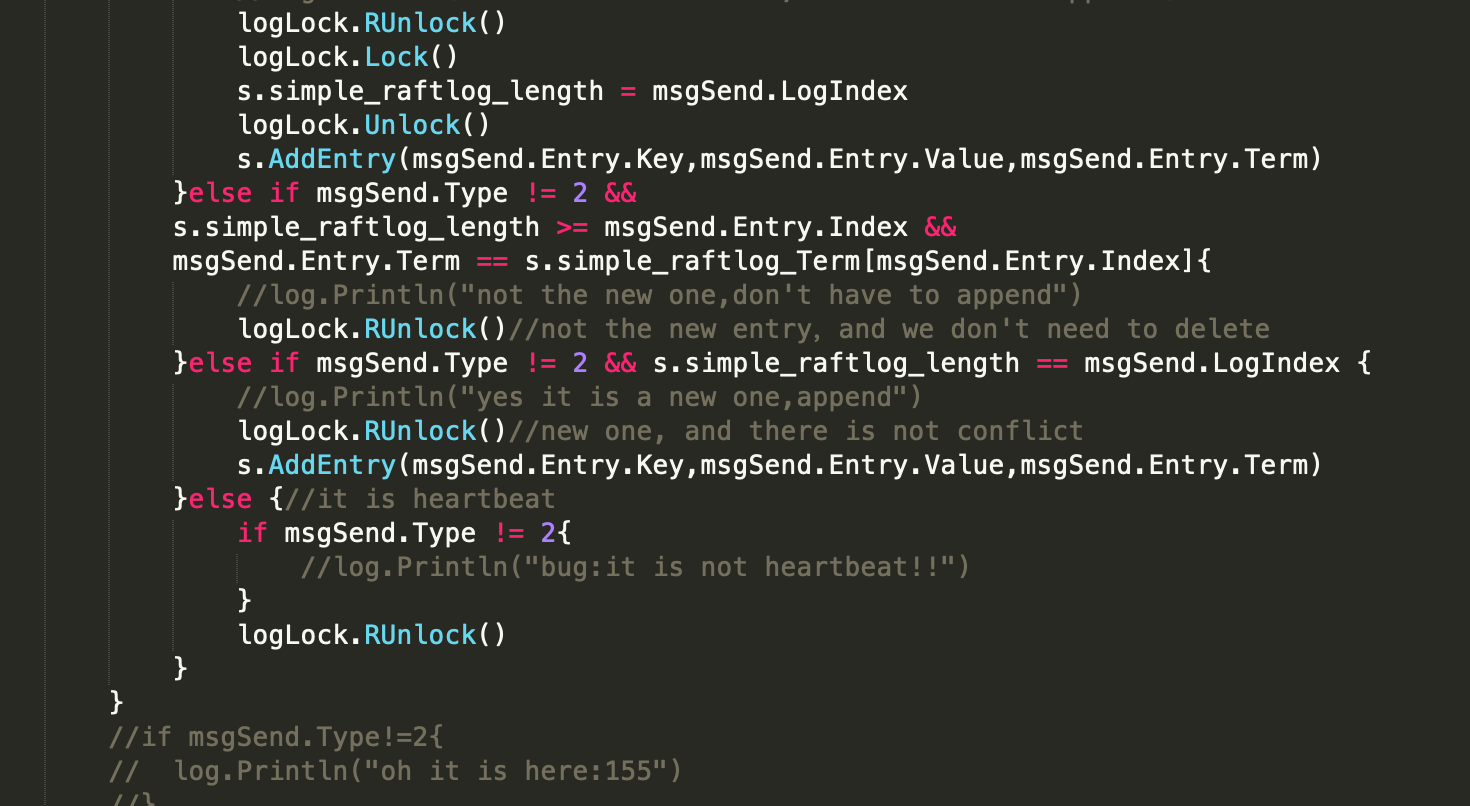 logLock.RUnlock()
logLock.Lock()
s.simple_raftlog_length = msgSend.LogIndex
logLock.Unlock()
s.AddEntry(msgSend.Entry.Key,msgSend.Entry.Value,msgSend.Entry.Term)
}else if msgSend.Type != 2 &&
s.simple_raftlog_length >= msgSend.Entry.Index &&
msgSend.Entry.Term == s.simple_raftlog_Term[msgSend.Entry.Index]{
//log.Println("not the new one,don't have to append")
logLock.RUnlock()//not the new entry, and we don't need to delete
}else if msgSend.Type != 2 && s.simple_raftlog_length == msgSend.LogIndex {
//log.Println("yes it is a new one,append")
logLock.RUnlock()//new one, and there is not conflict
s.AddEntry(msgSend.Entry.Key,msgSend.Entry.Value,msgSend.Entry.Term)
}else {//it is heartbeat
if msgSend.Type != 2{
//log.Println("bug:it is not heartbeat!!")
}
logLock.RUnlock()
}
}
//if msgSend.Type!=2{
//  log.Println("oh it is here:155")
//}